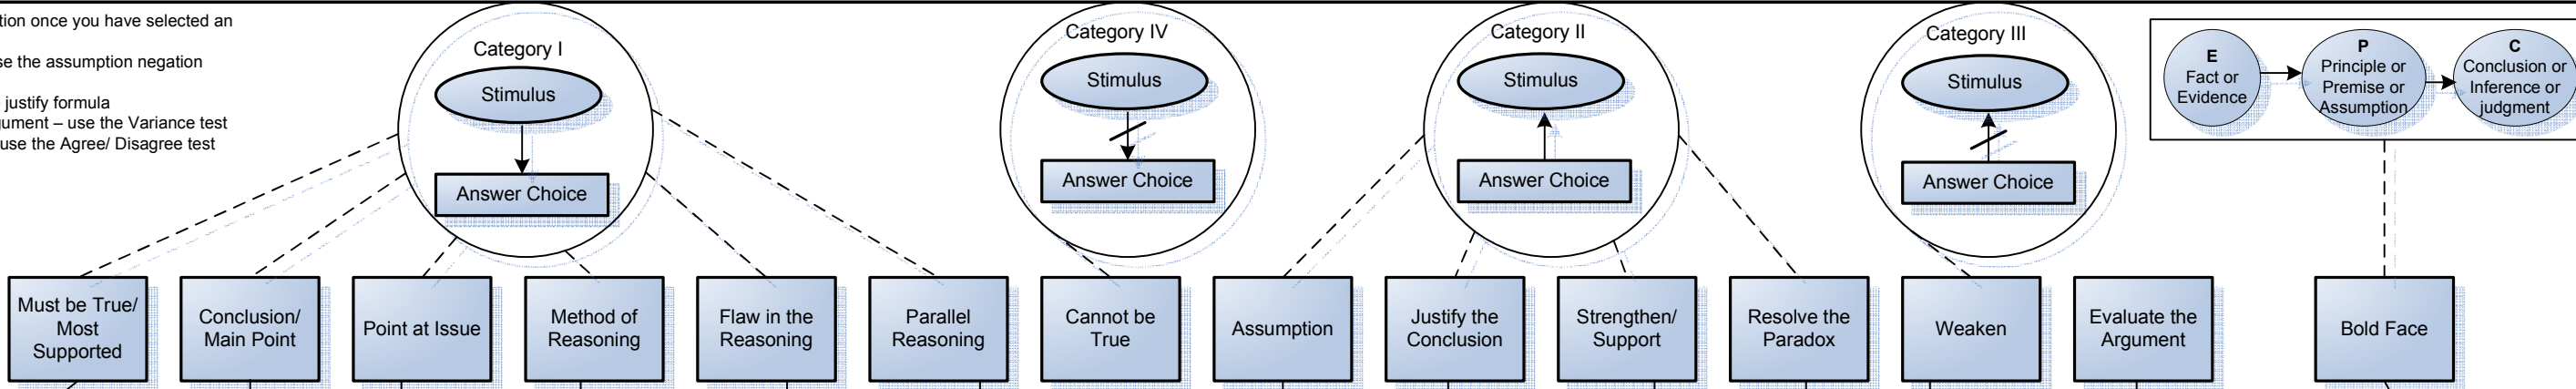 tion once you have selected an
se the assumption negation
justify formula
gument – use the Variance test
use the Agree/ Disagree test
Category I
Stimulus
Answer Choice
Category IV
Stimulus
Answer Choice
Category II
Stimulus
Answer Choice
Category III
Stimulus
Answer Choice
E
Fact or
Evidence
P
Principle or
Premise or
Assumption
C
Conclusion or
Inference or
judgment
Must be True/
Most
Supported
Conclusion/
Main Point
Point at Issue
Method of
Reasoning
Flaw in the
Reasoning
Parallel
Reasoning
Cannot be
True
Assumption
Justify the
Conclusion
Strengthen/
Support
Resolve the
Paradox
Weaken
Evaluate the
Argument
Bold Face